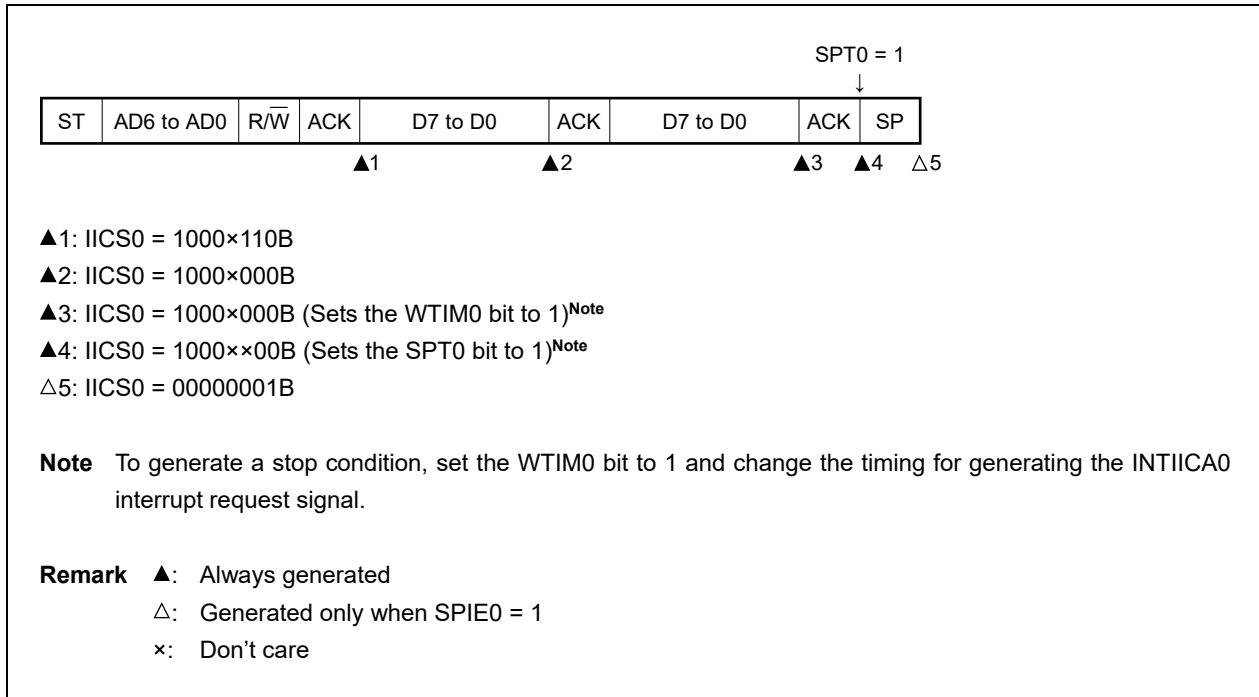 SPT0 = 1
↓
ST AD6 to AD0 R/W̅ ACK D7 to D0 ACK D7 to D0 ACK SP
▲1 ▲2 ▲3 ▲4 △5
▲1: IICS0 = 1000×110B
▲2: IICS0 = 1000×000B
▲3: IICS0 = 1000×000B (Sets the WTIM0 bit to 1)Note
▲4: IICS0 = 1000××00B (Sets the SPT0 bit to 1)Note
△5: IICS0 = 00000001B
Note To generate a stop condition, set the WTIM0 bit to 1 and change the timing for generating the INTIICA0
interrupt request signal.
Remark ▲: Always generated
△: Generated only when SPIE0 = 1
×: Don’t care